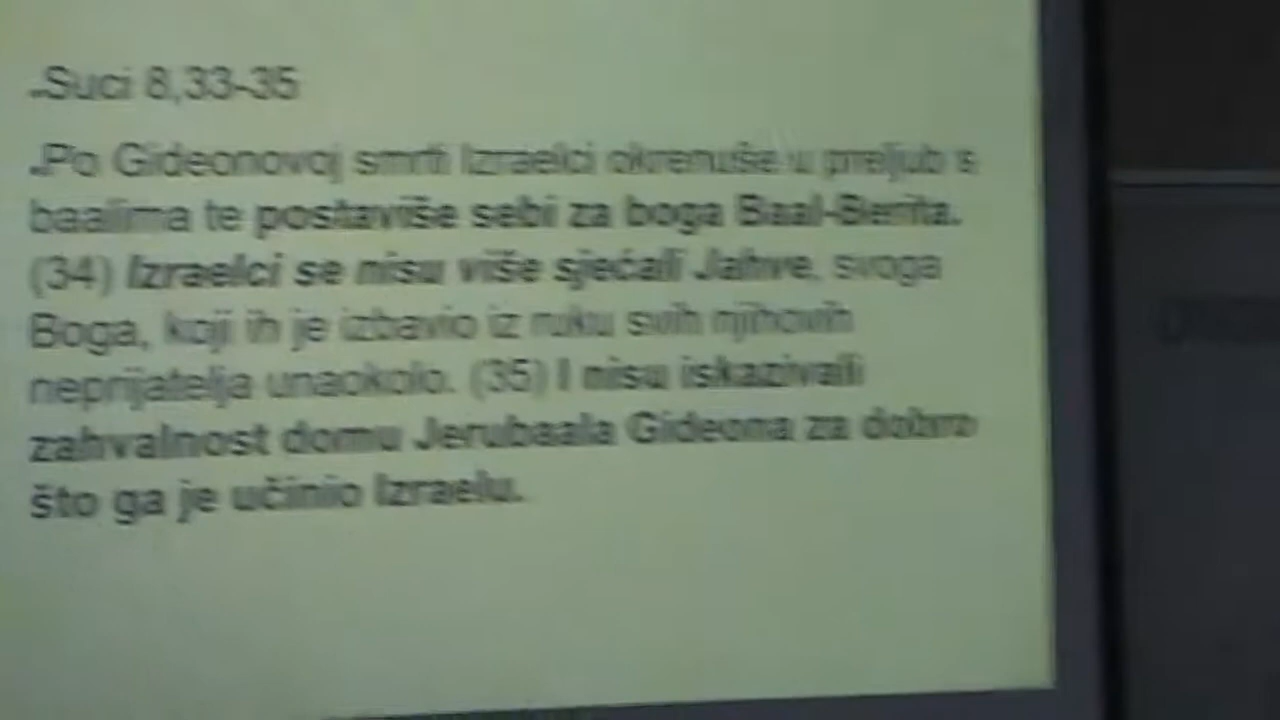 Suci 8,33-35
Po Gideonovoj smrti Izraelci okrenuše u preljub s
baalima te postaviše sebi za boga Baal-Berita.
(34) Izraelci se nisu više sjećali Jahve, svoga
Boga, koji ih je izbavio iz ruku svih njihovih
neprijatelja unaokolo. (35) I nisu iskazivali
zahvalnost domu Jerubaala Gideona za dobro
što ga je učinio Izraelu.